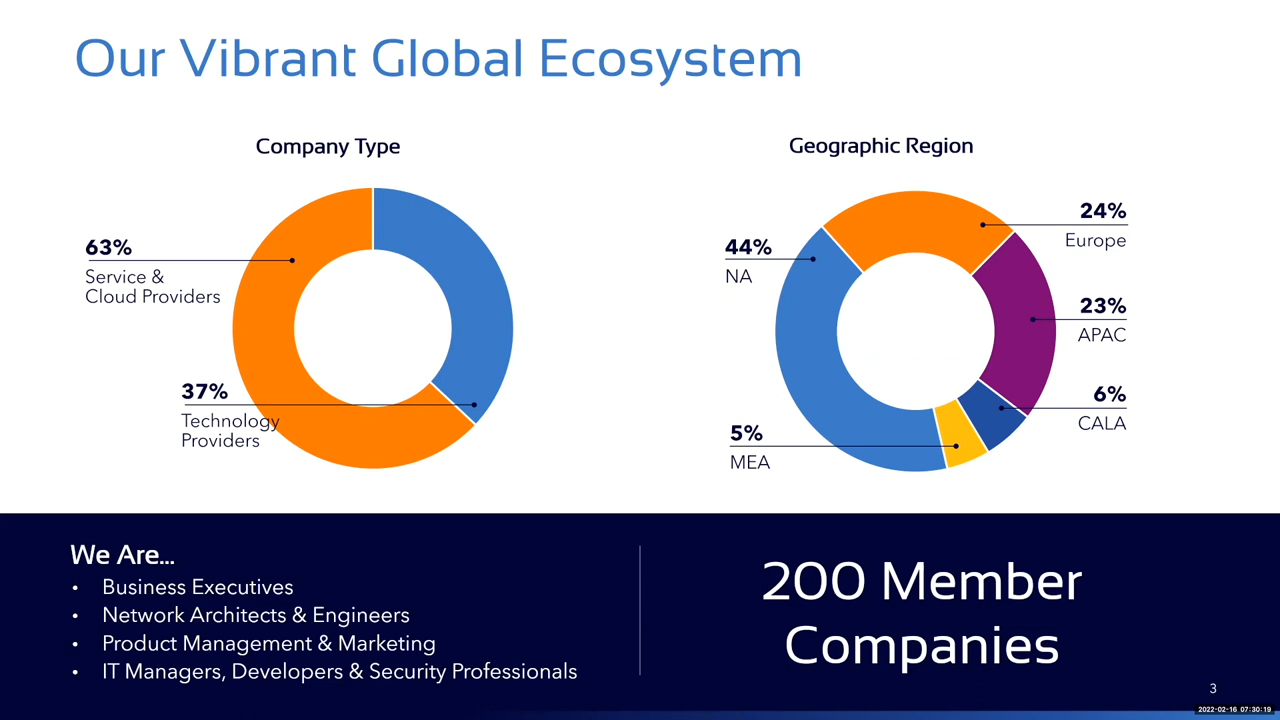 Our Vibrant Global Ecosystem
Company Type
63%
Service &
Cloud Providers
37%
Technology
Providers
Geographic Region
44%
NA
24%
Europe
23%
APAC
6%
CALA
5%
MEA
We Are...
• Business Executives
• Network Architects & Engineers
• Product Management & Marketing
• IT Managers, Developers & Security Professionals
200 Member
Companies
3
2022-02-16 07:30:19